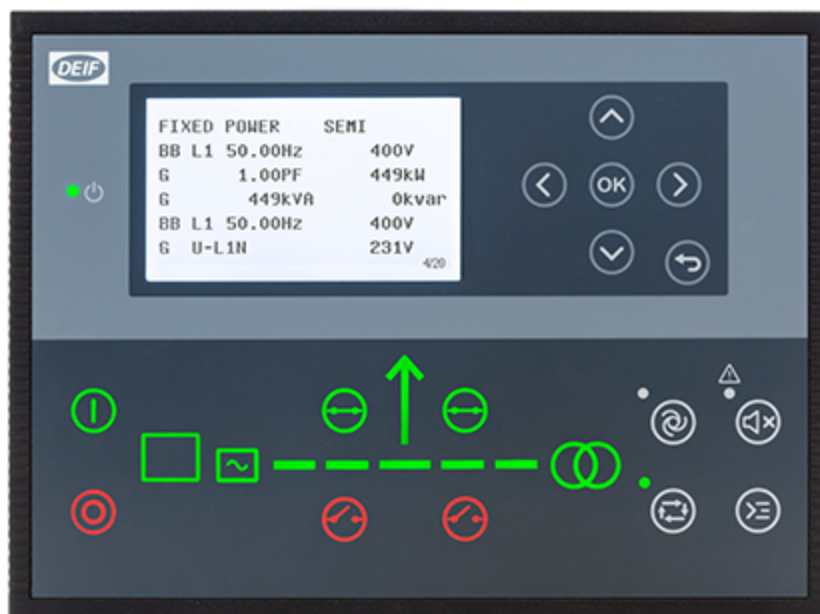 DEIF
FIXED POWER SEMI
BB L1 50.00Hz 400V
G 1.00PF 449kW
G 449kVA 0kvar
BB L1 50.00Hz 400V
G U-L1N 231V
4/20
OK